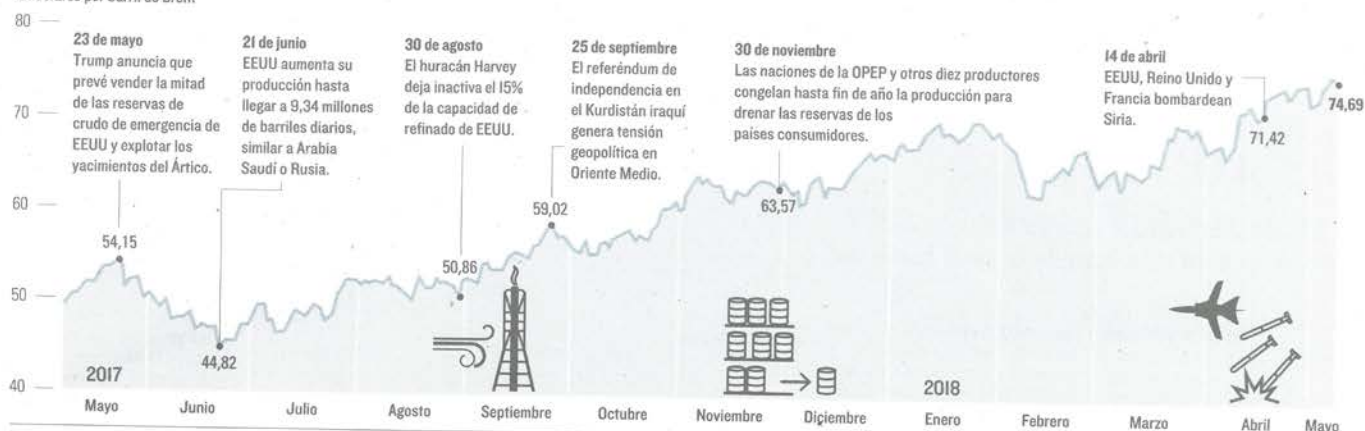 80
23 de mayo
Trump anuncia que
prevé vender la mitad
de las reservas de
crudo de emergencia de
EEUU y explotar los
yacimientos del Ártico.
21 de junio
EEUU aumenta su
producción hasta
llegar a 9,34 millones
de barriles diarios,
similar a Arabia
Saudí o Rusia.
30 de agosto
El huracán Harvey
deja inactiva el 15%
de la capacidad de
refinado de EEUU.
25 de septiembre
El referéndum de
independencia en
el Kurdistán iraquí
genera tensión
geopolítica en
Oriente Medio.
30 de noviembre
Las naciones de la OPEP y otros diez productores
congelan hasta fin de año la producción para
drenar las reservas de los
países consumidores.
14 de abril
EEUU, Reino Unido y
Francia bombardean
Siria.
70
60
50
40
54,15
44,82
50,86
59,02
63,57
71,42
74,69
2017
2018
Mayo
Junio
Julio
Agosto
Septiembre
Octubre
Noviembre
Diciembre
Enero
Febrero
Marzo
Abril
Mayo